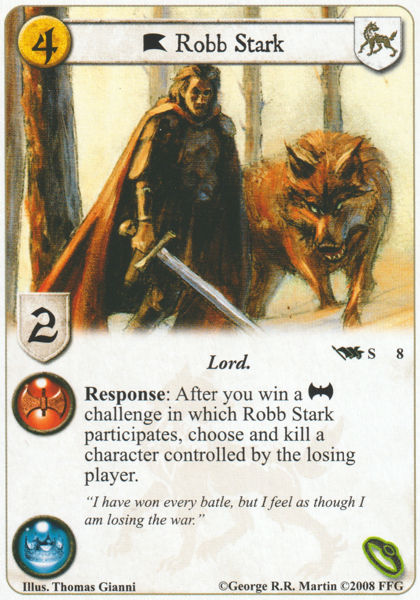 4
Robb Stark
2
Lord.
S 8
Response: After you win a
challenge in which Robb Stark
participates, choose and kill a
character controlled by the losing
player.
“I have won every batle, but I feel as though I
am losing the war.”
Illus. Thomas Gianni ©George R.R. Martin ©2008 FFG